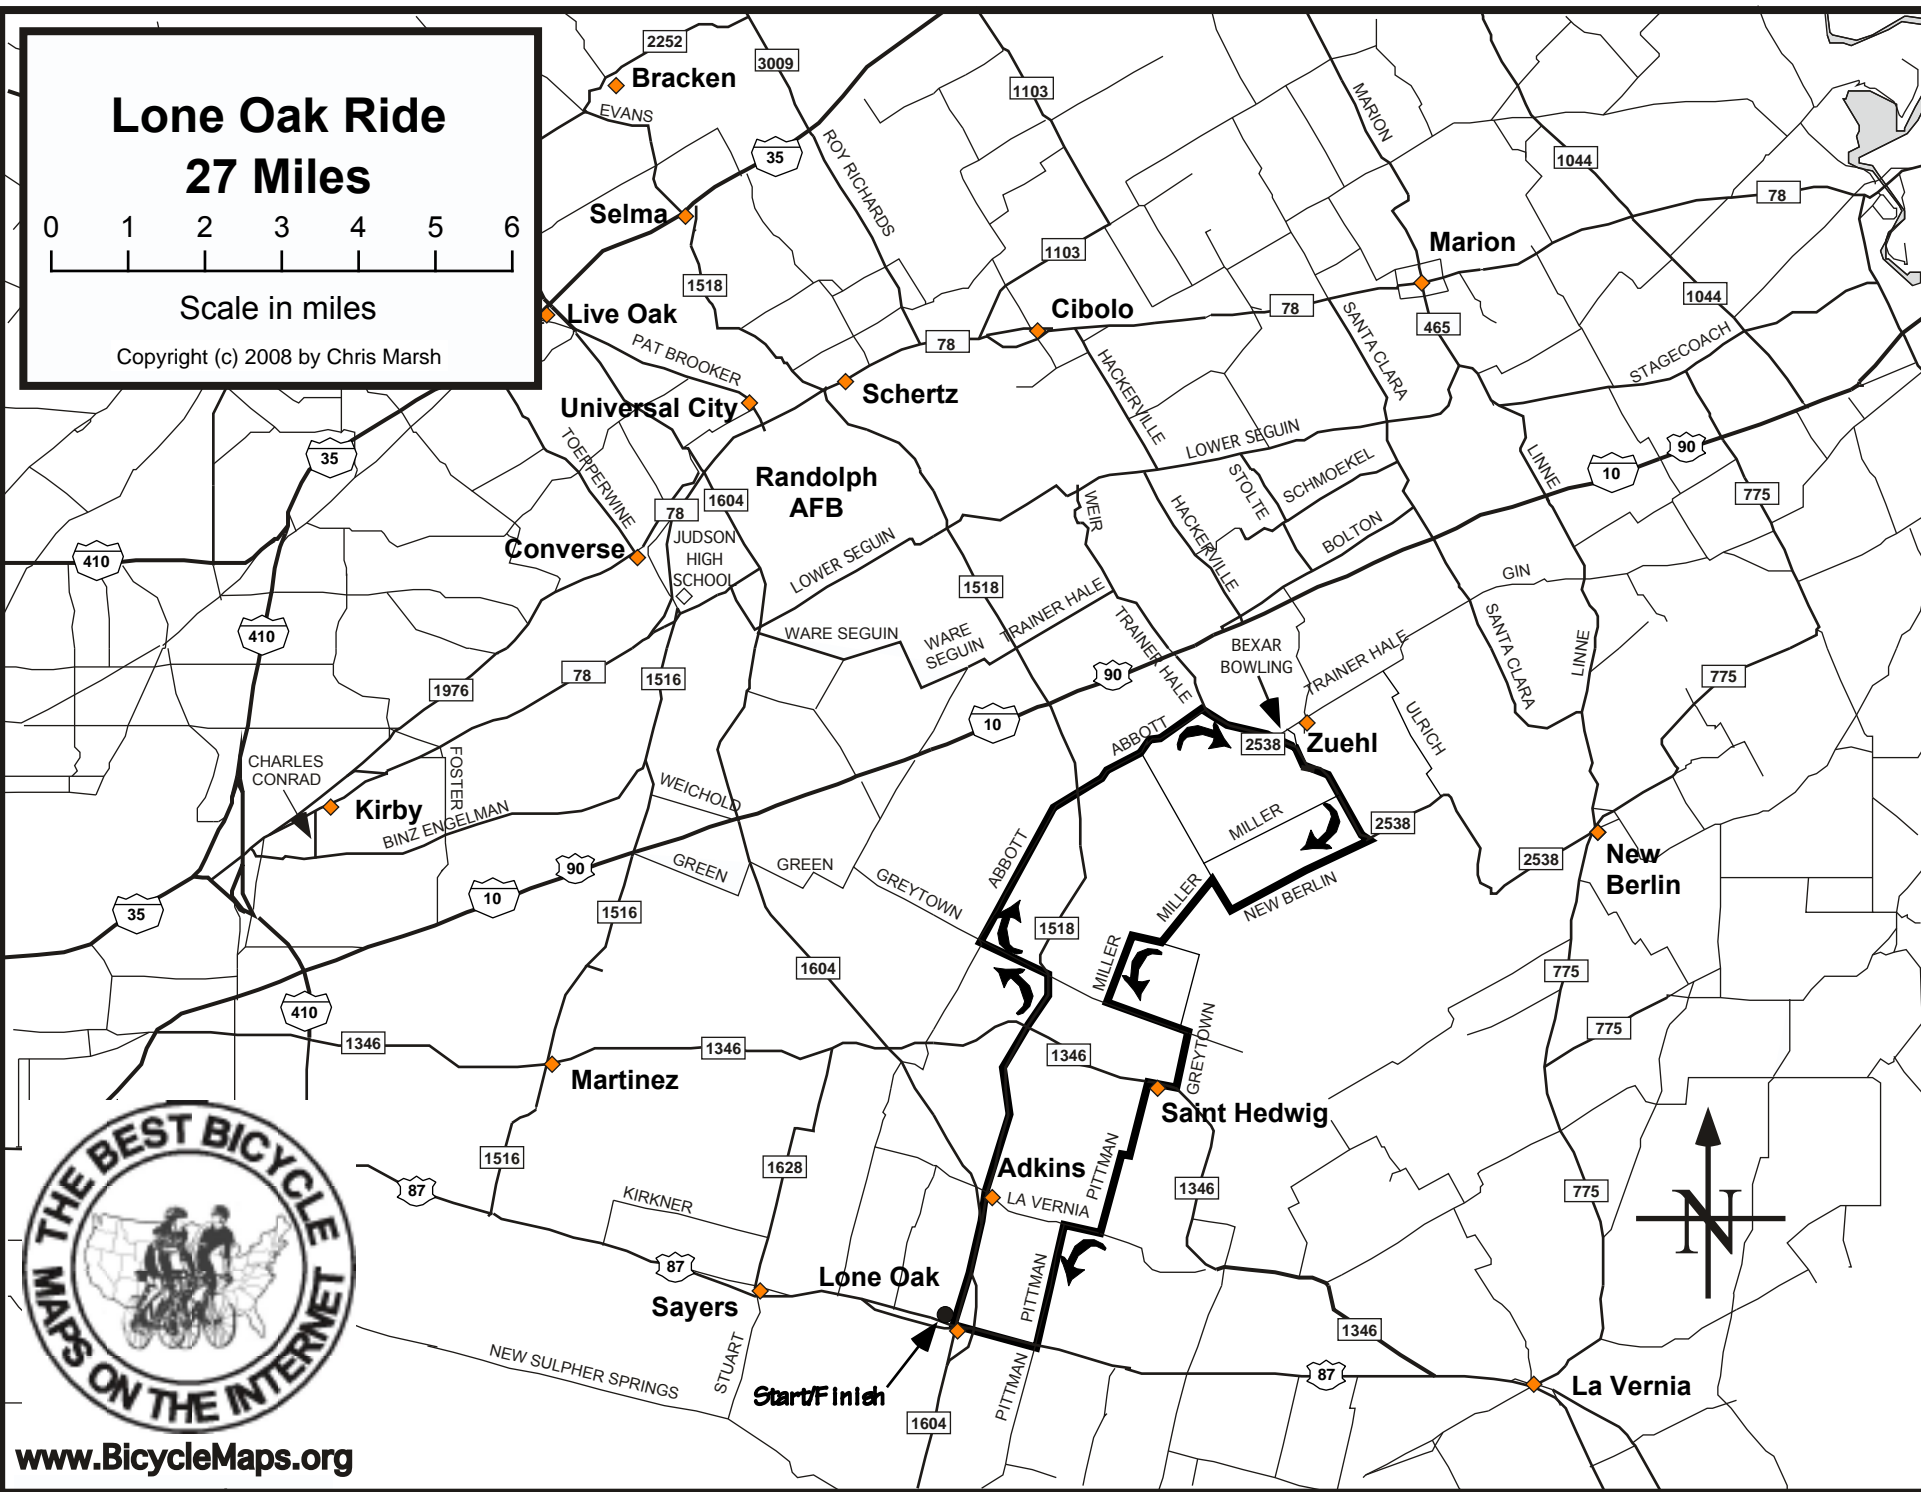 Lone Oak Ride
27 Miles
0 1 2 3 4 5 6
Scale in miles
Copyright (c) 2008 by Chris Marsh
2252
Bracken
3009
EVANS
35
ROY RICHARDS
1103
MARION
1044
78
Selma
1518
1103
Marion
1044
Live Oak
Cibolo
78
465
SANTA CLARA
STAGECOACH
PAT BROOKER
78
HACKERVILLE
Schertz
Universal City
TOEPPERWINE
35
LOWER SEGUIN
90
LINNE
10
Randolph
AFB
1604
78
STOLTE
SCHMOEKEL
775
WEIR
HACKERVILLE
BOLTON
JUDSON
HIGH
SCHOOL
Converse
410
LOWER SEGUIN
1518
GIN
TRAINER HALE
TRAINER HALE
410
WARE SEGUIN
WARE
SEGUIN
BEXAR
BOWLING
SANTA CLARA
LINNE
TRAINER HALE
78
1516
1976
90
775
10
ABBOTT
2538
Zuehl
ULRICH
CHARLES
CONRAD
FOSTER
WEICHOLD
Kirby
BINZ ENGELMAN
MILLER
2538
ABBOTT
GREEN
GREEN
90
10
GREYTOWN
2538
New
Berlin
MILLER
NEW BERLIN
35
1516
1518
MILLER
1604
775
410
GREYTOWN
775
1346
1346
1346
Martinez
Saint Hedwig
THE BEST BICYCLE
MAPS ON THE INTERNET
1516
1628
Adkins
PITTMAN
1346
775
N
87
KIRKNER
LA VERNIA
87
Lone Oak
Sayers
PITTMAN
1346
NEW SULPHER SPRINGS
STUART
Start/Finish
PITTMAN
87
La Vernia
1604
www.BicycleMaps.org